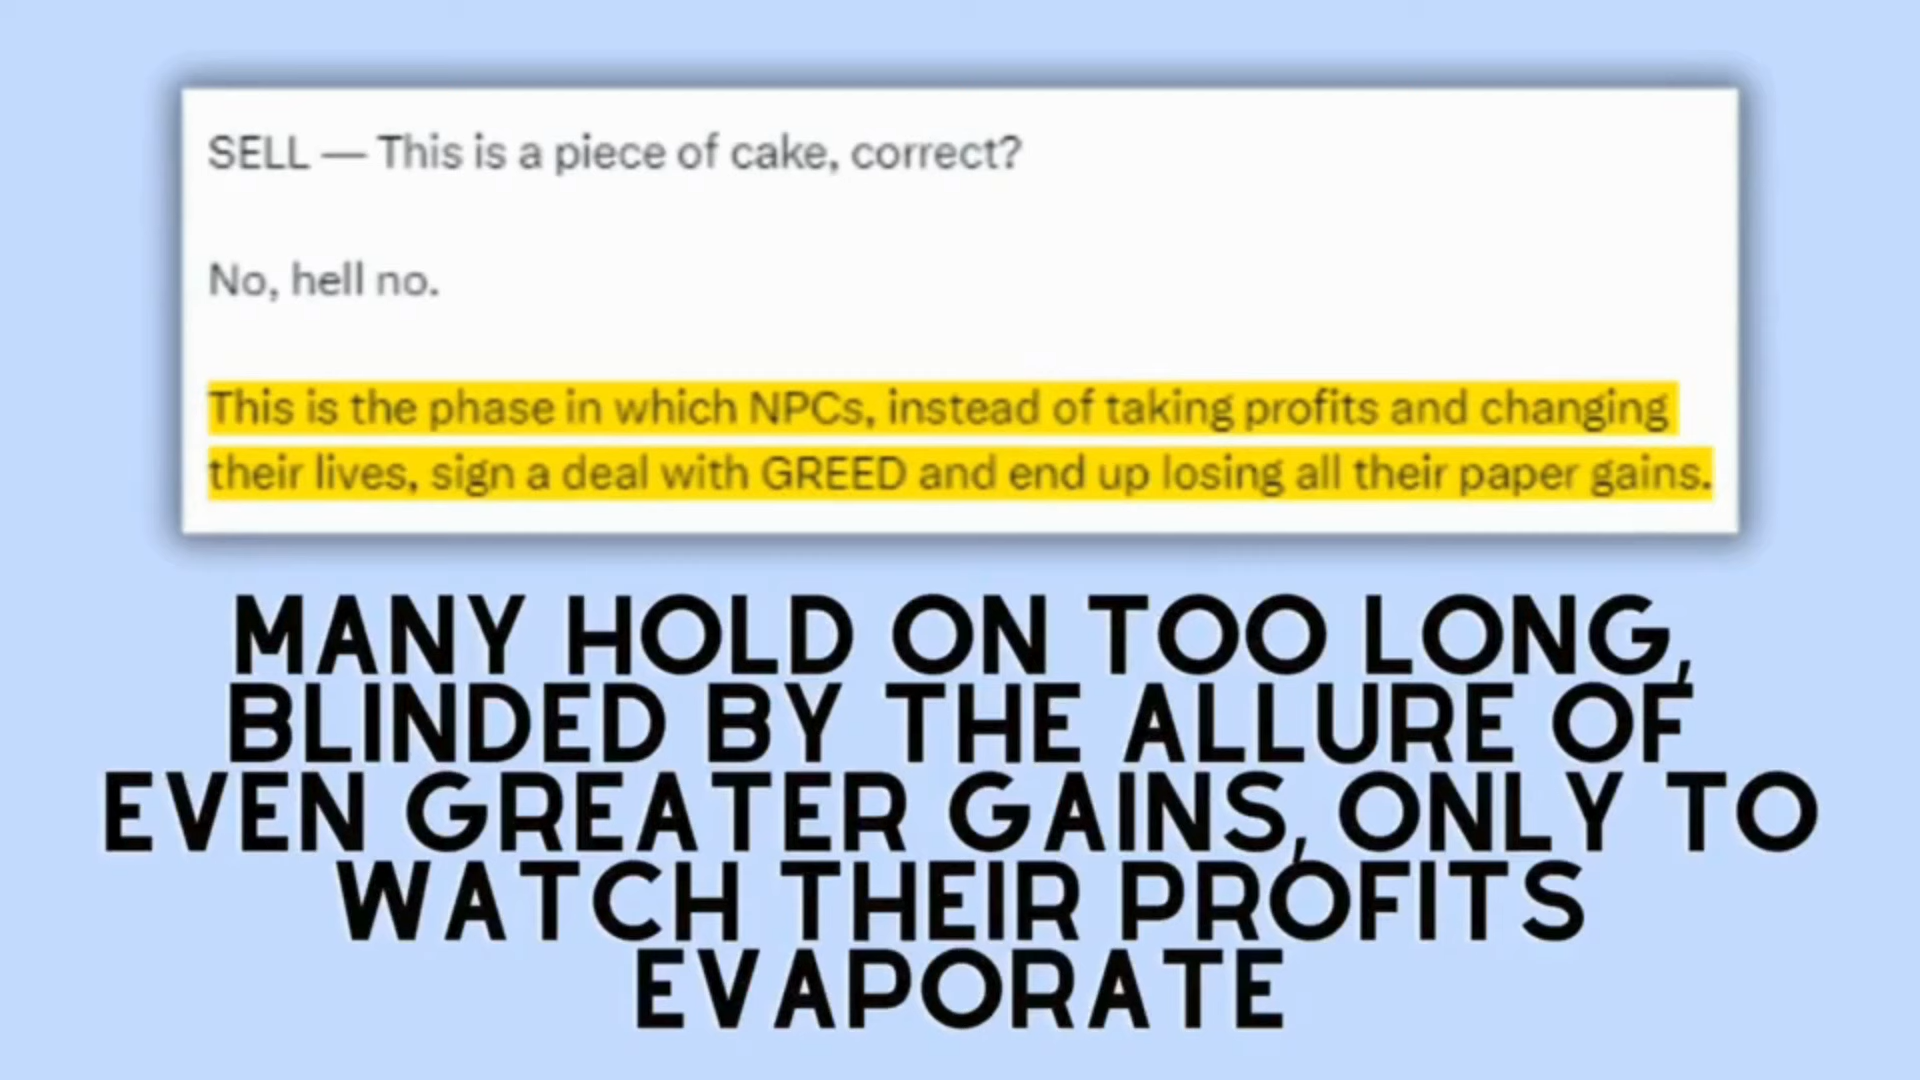 SELL — This is a piece of cake, correct?
No, hell no.
This is the phase in which NPCs, instead of taking profits and changing
their lives, sign a deal with GREED and end up losing all their paper gains.
MANY HOLD ON TOO LONG,
BLINDED BY THE ALLURE OF
EVEN GREATER GAINS, ONLY TO
WATCH THEIR PROFITS
EVAPORATE